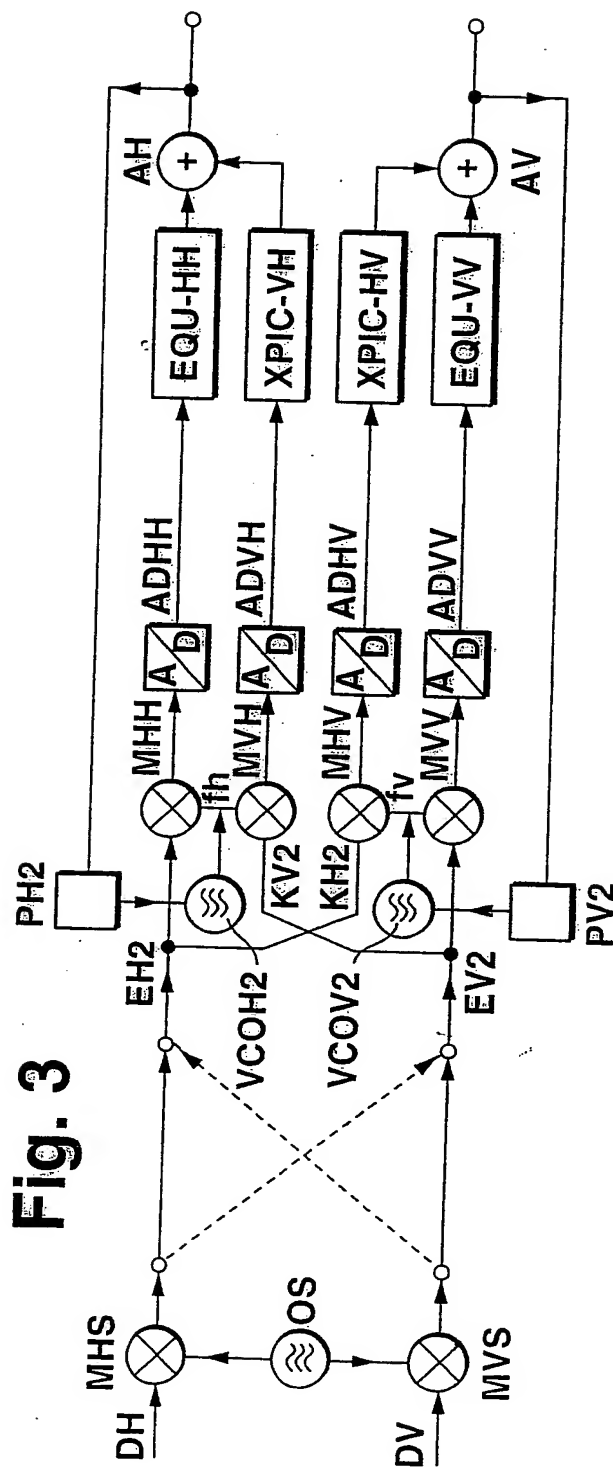 Fig. 3
DH
MHS
OS
DV
MVS
EH2
PH2
VCOH2
VCOV2
EV2
PV2
MHH
fh
MVH
KV2
KH2
MHV
fv
MVV
A
D
ADHH
A
D
ADVH
A
D
ADHV
A
D
ADVV
EQU-HH
XPIC-VH
XPIC-HV
EQU-VV
AH
+
+
AV